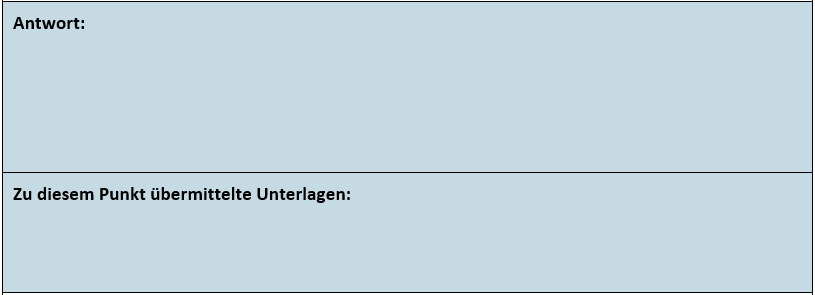 Antwort:
Zu diesem Punkt übermittelte Unterlagen: